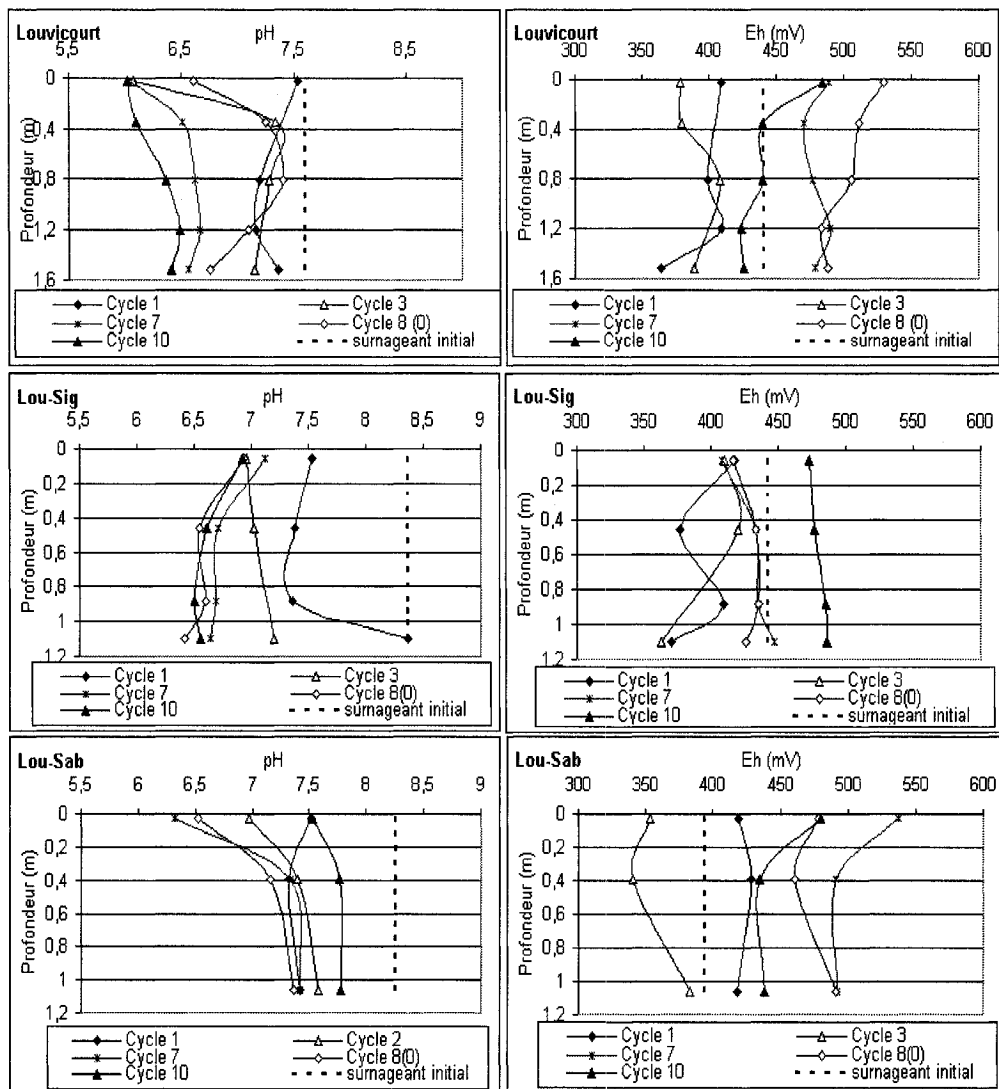 Louvicourt pH
5,5 6,5 7,5 8,5
Profondeur (m)
0
0,4
0,8
1,2
1,6
Cycle 1 Cycle 3
Cycle 7 Cycle 8 (0)
Cycle 10 surnageant initial
Louvicourt Eh (mV)
300 350 400 450 500 550 600
Profondeur (m)
0
0,4
0,8
1,2
1,6
Cycle 1 Cycle 3
Cycle 7 Cycle 8 (0)
Cycle 10 surnageant initial
Lou-Sig pH
5,5 6 6,5 7 7,5 8 8,5 9
Profondeur (m)
0
0,2
0,4
0,6
0,8
1
1,2
Cycle 1 Cycle 3
Cycle 7 Cycle 8(0)
Cycle 10 surnageant initial
Lou-Sig Eh (mV)
300 350 400 450 500 550 600
Profondeur (m)
0
0,2
0,4
0,6
0,8
1
1,2
Cycle 1 Cycle 3
Cycle 7 Cycle 8(0)
Cycle 10 surnageant initial
Lou-Sab pH
5,5 6 6,5 7 7,5 8 8,5 9
Profondeur (m)
0
0,2
0,4
0,6
0,8
1
1,2
Cycle 1 Cycle 2
Cycle 7 Cycle 8(0)
Cycle 10 surnageant initial
Lou-Sab Eh (mV)
300 350 400 450 500 550 600
Profondeur (m)
0
0,2
0,4
0,6
0,8
1
1,2
Cycle 1 Cycle 3
Cycle 7 Cycle 8(0)
Cycle 10 surnageant initial